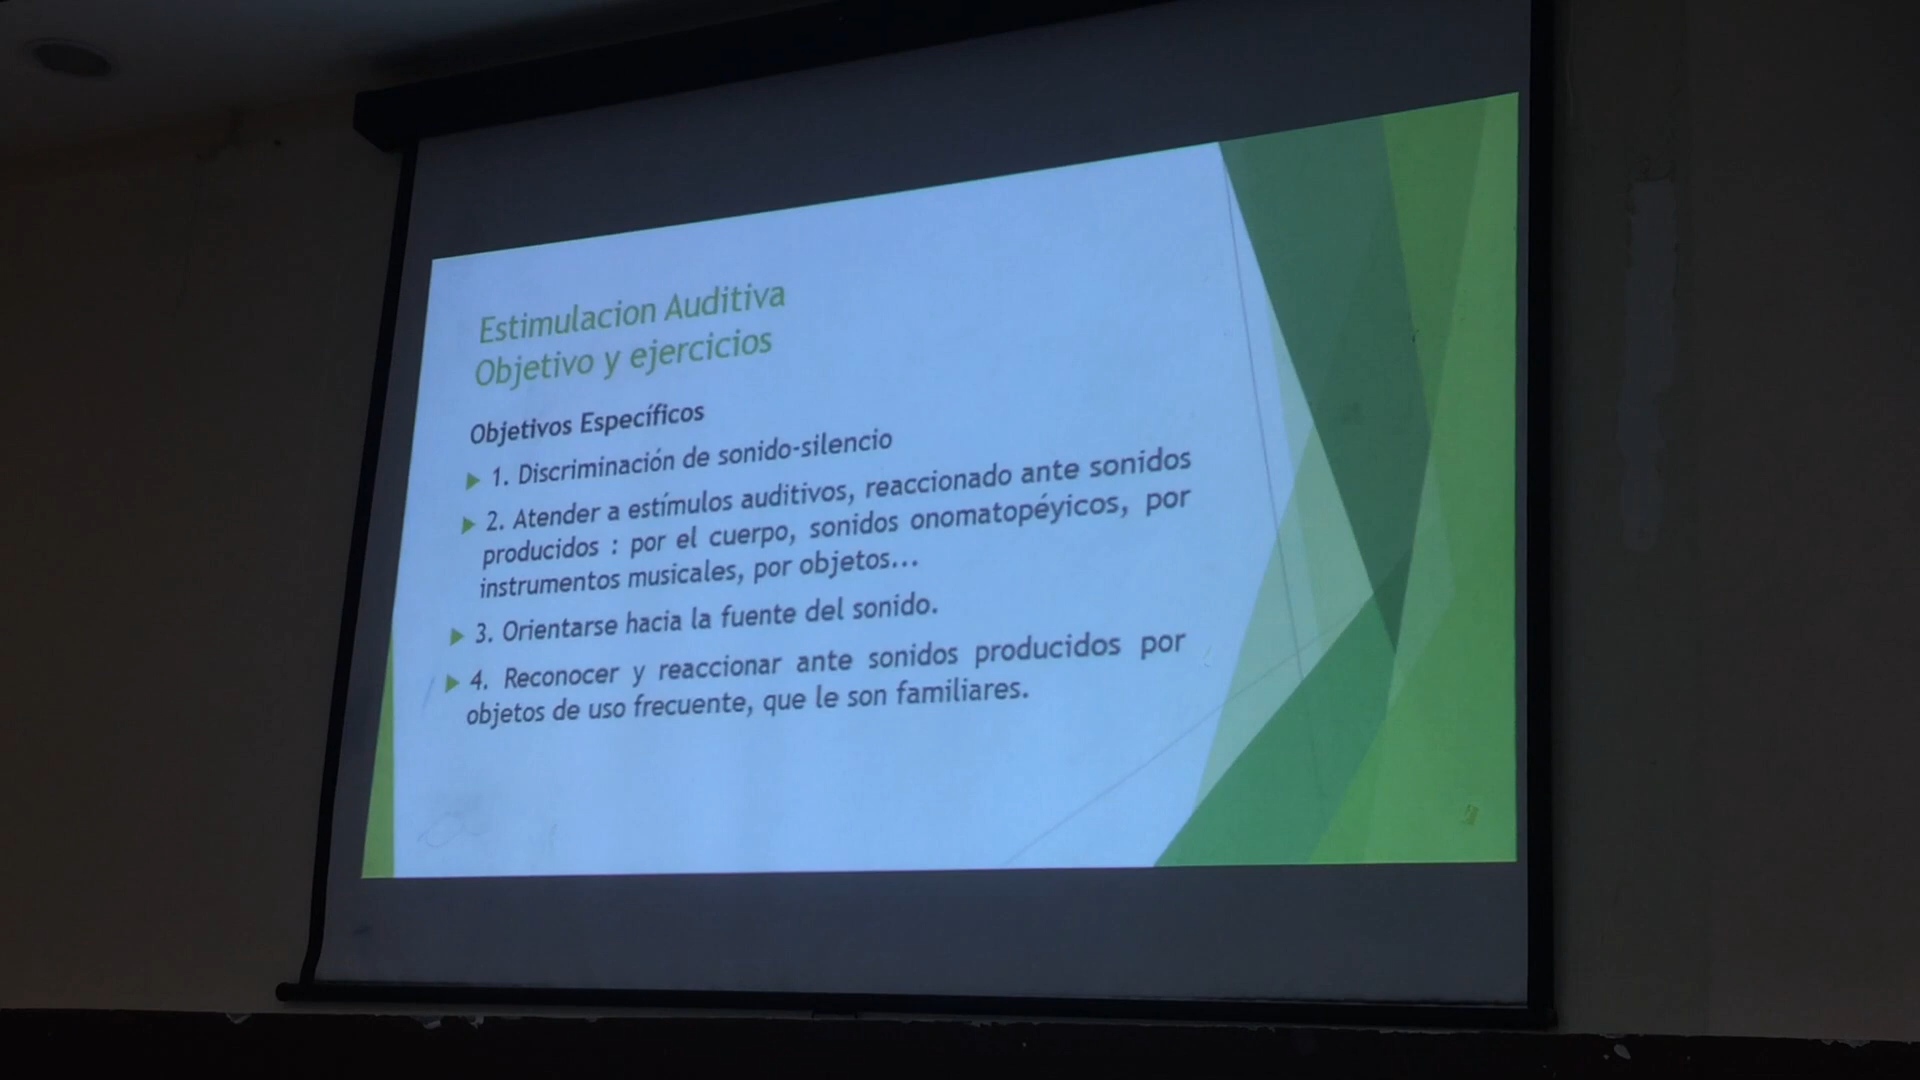 Estimulacion Auditiva
Objetivo y ejercicios
Objetivos Específicos
1. Discriminación de sonido-silencio
2. Atender a estímulos auditivos, reaccionado ante sonidos
producidos : por el cuerpo, sonidos onomatopéyicos, por
instrumentos musicales, por objetos...
3. Orientarse hacia la fuente del sonido.
4. Reconocer y reaccionar ante sonidos producidos por
objetos de uso frecuente, que le son familiares.